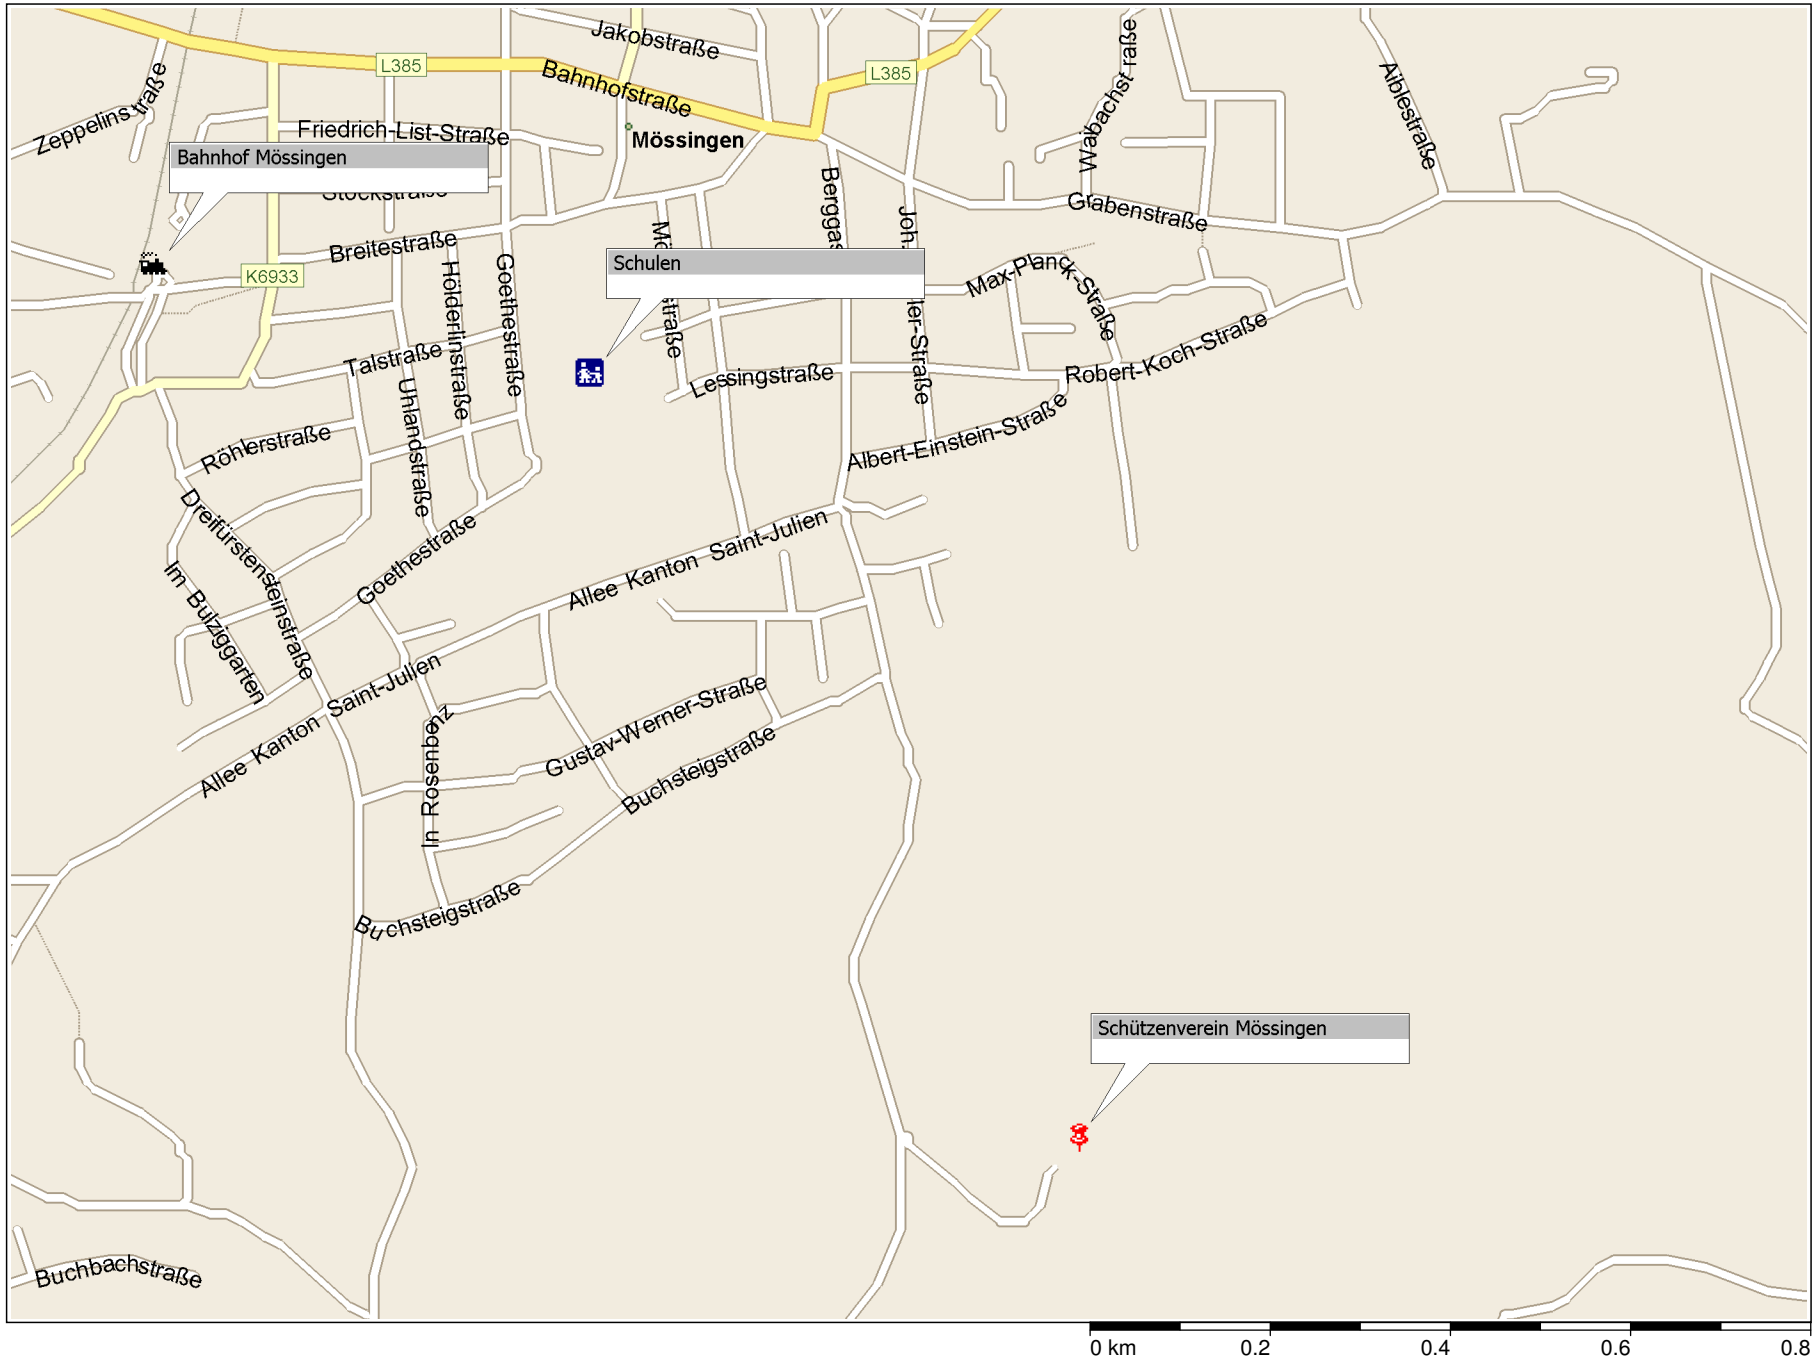 Jakobstraße
L385
Bahnhofstraße
L385
Zeppelinstraße
Friedrich-List-Straße
Mössingen
Waibachstraße
Aiblestraße
Bahnhof Mössingen
Stockstraße
Grabenstraße
Breitestraße
K6933
Schulen
Max-Planck-Straße
Hölderlinstraße
Goethestraße
Talstraße
Lessingstraße
Robert-Koch-Straße
Uhlandstraße
Röhlerstraße
Albert-Einstein-Straße
Dreifürstensteinstraße
Goethestraße
Allee Kanton Saint-Julien
Im Bulziggarten
Allee Kanton Saint-Julien
In Rosenbenz
Gustav-Werner-Straße
Buchsteigstraße
Buchsteigstraße
Schützenverein Mössingen
Buchbachstraße
0 km 0.2 0.4 0.6 0.8